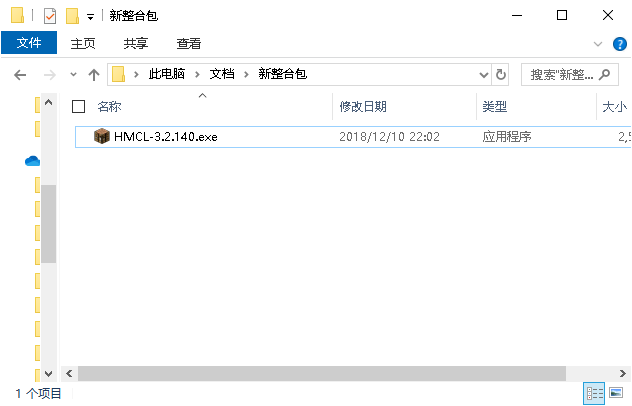 新整合包
文件 主页 共享 查看
此电脑 文档 新整合包 搜索"新整...
名称 修改日期 类型 大小
HMCL-3.2.140.exe 2018/12/10 22:02 应用程序 2,5
1 个项目